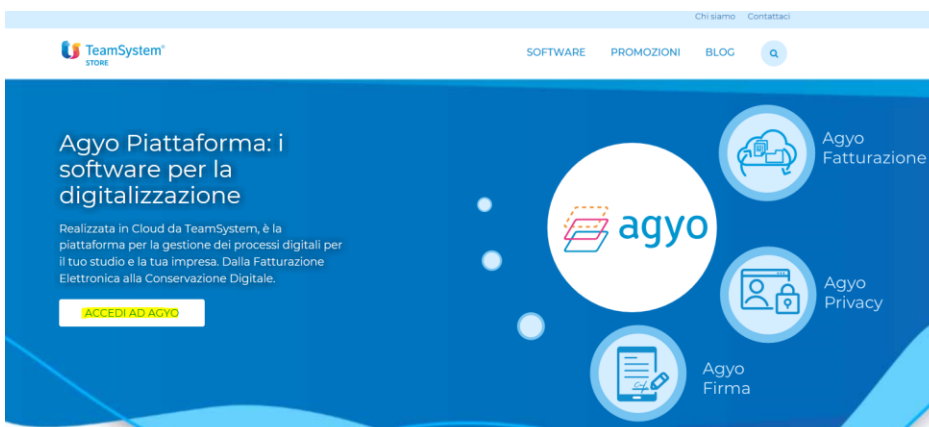 Chi siamo Contattaci
TeamSystem®
STORE
SOFTWARE PROMOZIONI BLOG
Agyo Piattaforma: i
software per la
digitalizzazione
Realizzata in Cloud da TeamSystem, è la
piattaforma per la gestione dei processi digitali per
il tuo studio e la tua impresa. Dalla Fatturazione
Elettronica alla Conservazione Digitale.
ACCEDI AD AGYO
agyo
Agyo
Fatturazione
Agyo
Privacy
Agyo
Firma